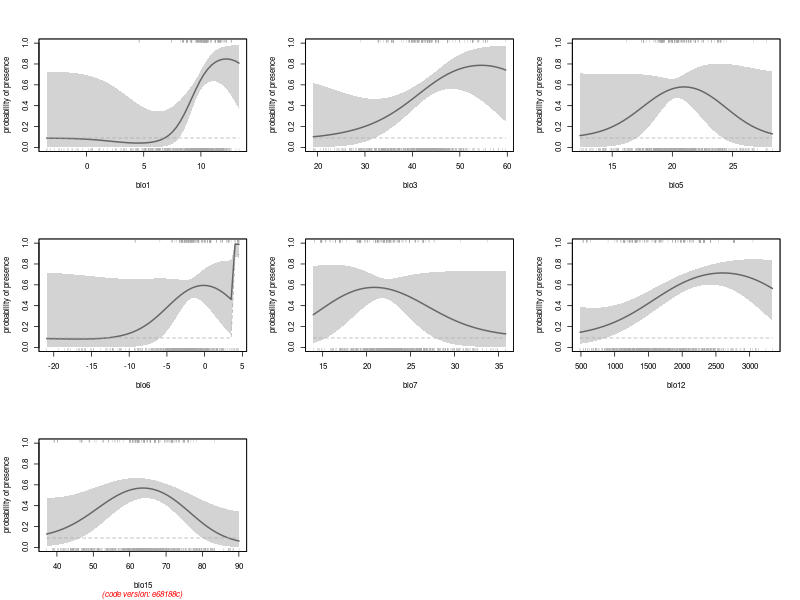 probability of presence
0.0 0.2 0.4 0.6 0.8 1.0
0 5 10
bio1
probability of presence
0.0 0.2 0.4 0.6 0.8 1.0
20 30 40 50 60
bio3
probability of presence
0.0 0.2 0.4 0.6 0.8 1.0
15 20 25
bio5
probability of presence
0.0 0.2 0.4 0.6 0.8 1.0
-20 -15 -10 -5 0 5
bio6
probability of presence
0.0 0.2 0.4 0.6 0.8 1.0
15 20 25 30 35
bio7
probability of presence
0.0 0.2 0.4 0.6 0.8 1.0
500 1000 1500 2000 2500 3000
bio12
probability of presence
0.0 0.2 0.4 0.6 0.8 1.0
40 50 60 70 80 90
bio15
(code version: e68188c)